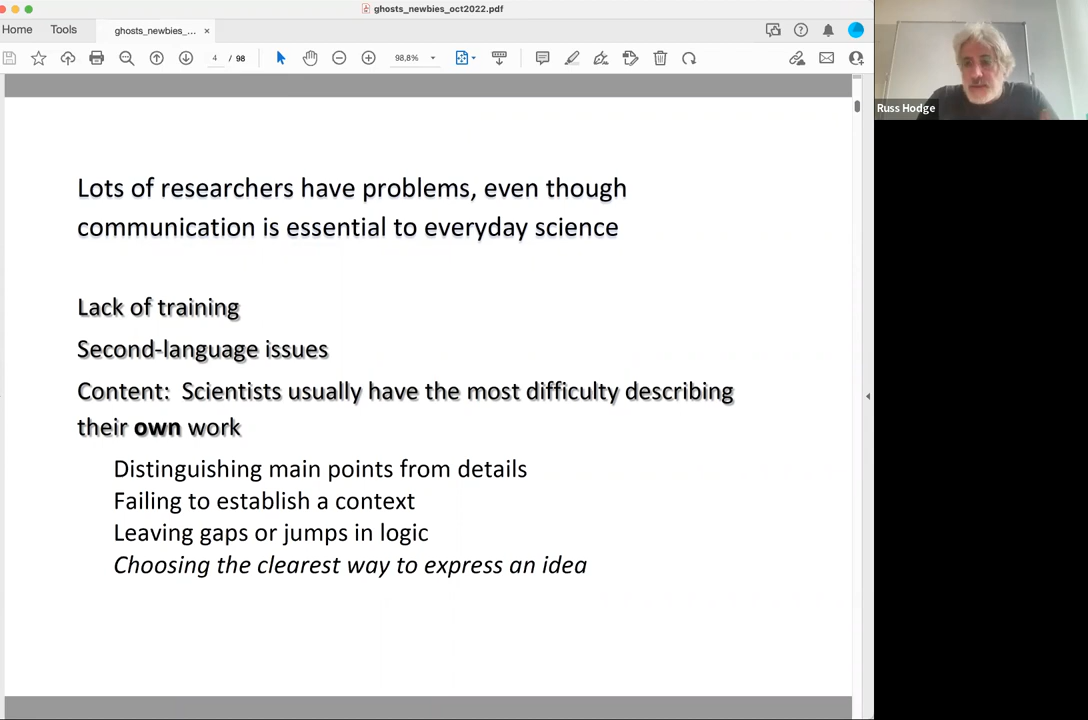 ghosts_newbies_oct2022.pdf
Home Tools ghosts_newbies_... ×
4 / 98 98,8%
Russ Hodge
Lots of researchers have problems, even though
communication is essential to everyday science
Lack of training
Second-language issues
Content: Scientists usually have the most difficulty describing
their own work
Distinguishing main points from details
Failing to establish a context
Leaving gaps or jumps in logic
Choosing the clearest way to express an idea